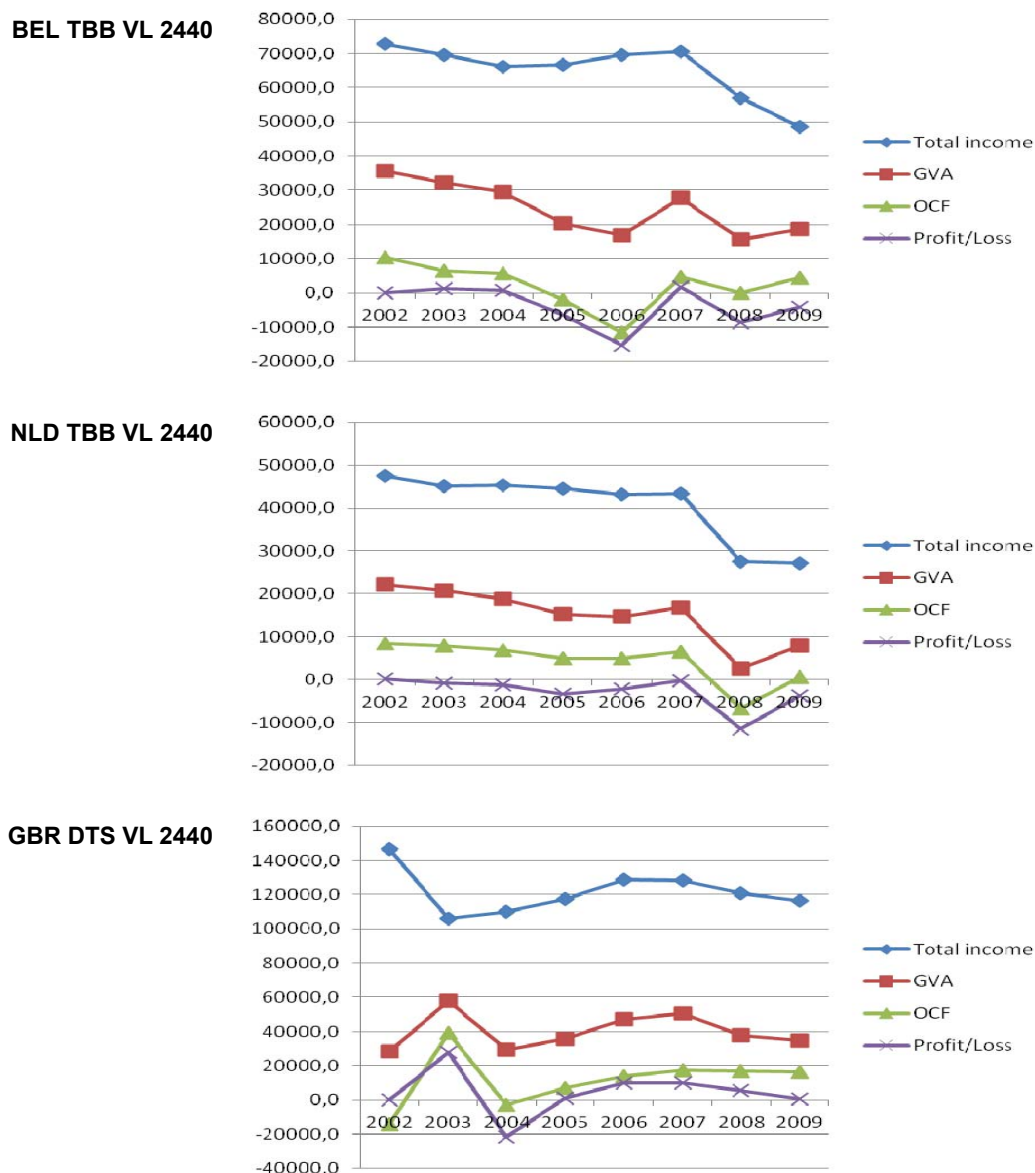 BEL TBB VL 2440
80000,0
70000,0
60000,0
50000,0
40000,0
30000,0
20000,0
10000,0
0,0
-10000,0
-20000,0
2002 2003 2004 2005 2006 2007 2008 2009
Total income
GVA
OCF
Profit/Loss
NLD TBB VL 2440
60000,0
50000,0
40000,0
30000,0
20000,0
10000,0
0,0
-10000,0
-20000,0
2002 2003 2004 2005 2006 2007 2008 2009
Total income
GVA
OCF
Profit/Loss
GBR DTS VL 2440
160000,0
140000,0
120000,0
100000,0
80000,0
60000,0
40000,0
20000,0
0,0
-20000,0
-40000,0
2002 2003 2004 2005 2006 2007 2008 2009
Total income
GVA
OCF
Profit/Loss